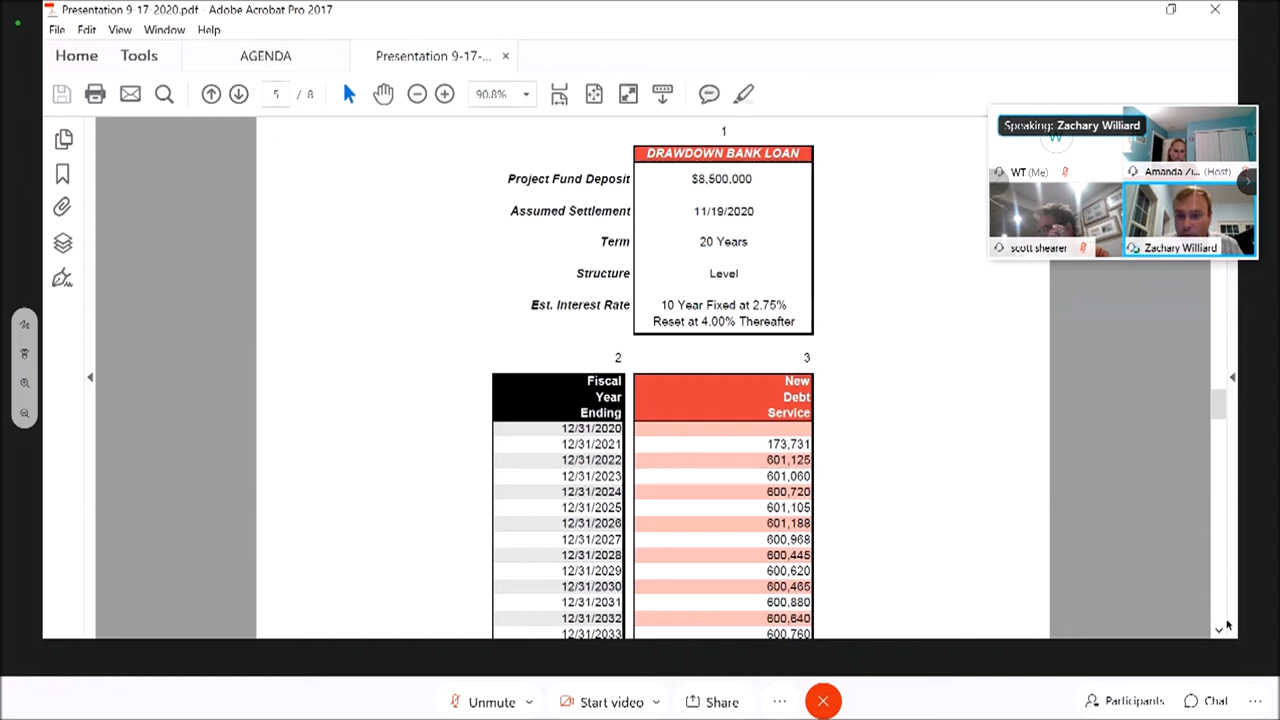 Presentation 9-17-2020.pdf - Adobe Acrobat Pro 2017
File Edit View Window Help
Home Tools AGENDA Presentation 9-17-... ×
5 / 8 90.8%
Speaking: Zachary Williard
WT (Me) Amanda Zi... (Host)
scott shearer Zachary Williard
1
DRAWDOWN BANK LOAN
Project Fund Deposit $8,500,000
Assumed Settlement 11/19/2020
Term 20 Years
Structure Level
Est. Interest Rate 10 Year Fixed at 2.75%
Reset at 4.00% Thereafter
2 3
Fiscal New
Year Debt
Ending Service
12/31/2020
12/31/2021 173,731
12/31/2022 601,125
12/31/2023 601,060
12/31/2024 600,720
12/31/2025 601,105
12/31/2026 601,188
12/31/2027 600,968
12/31/2028 600,445
12/31/2029 600,620
12/31/2030 600,465
12/31/2031 600,880
12/31/2032 600,640
12/31/2033 600,760
Unmute Start video Share ... Participants Chat ...